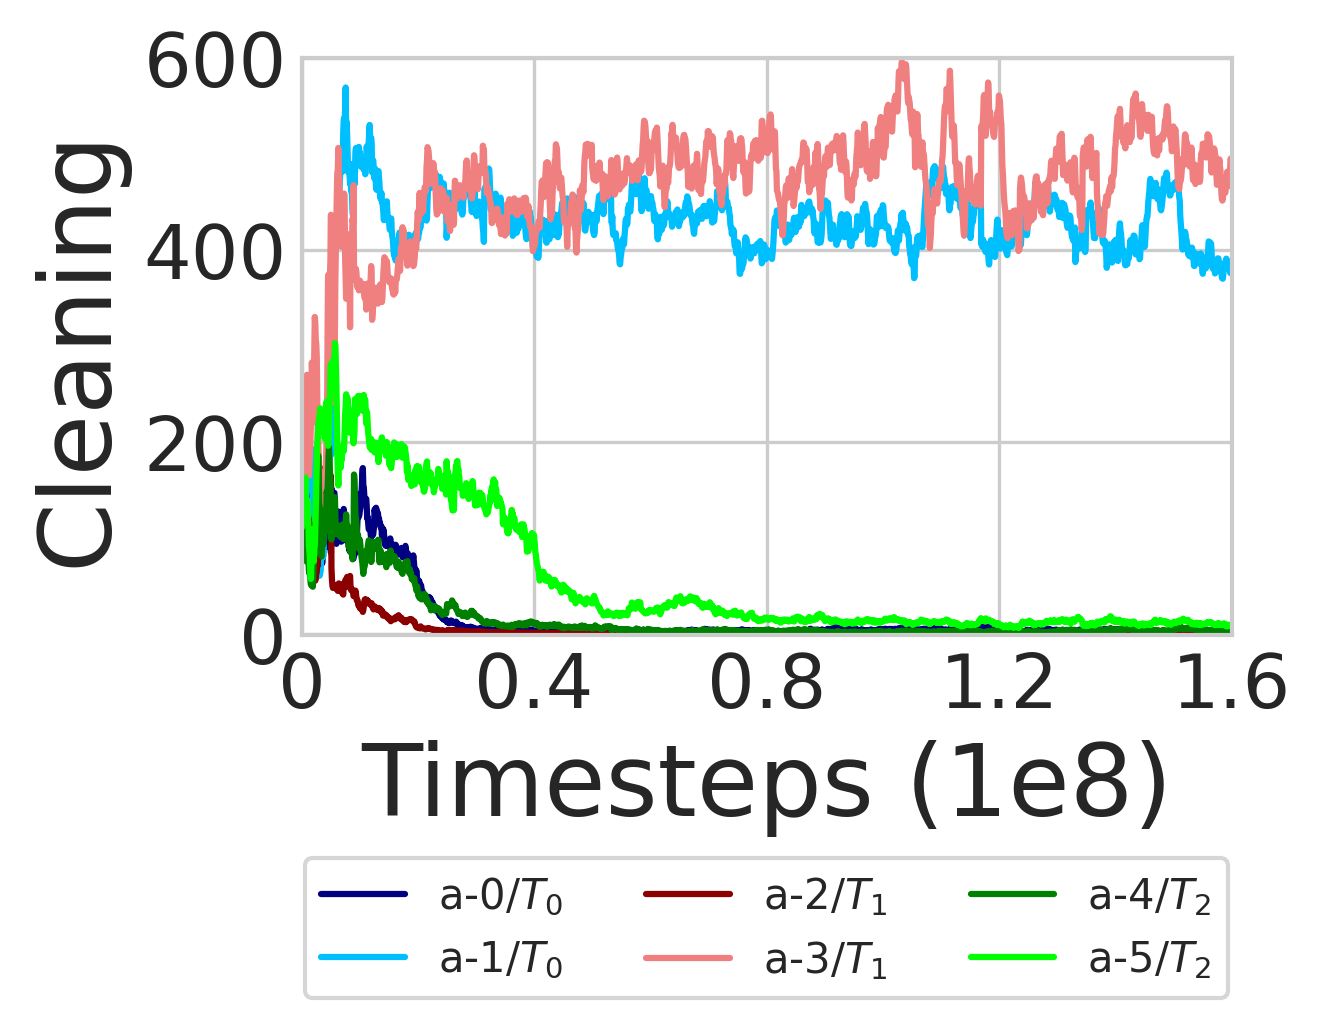 600
400
200
0
Cleaning
0 0.4 0.8 1.2 1.6
Timesteps (1e8)
a-0/T₀ a-2/T₁ a-4/T₂
a-1/T₀ a-3/T₁ a-5/T₂